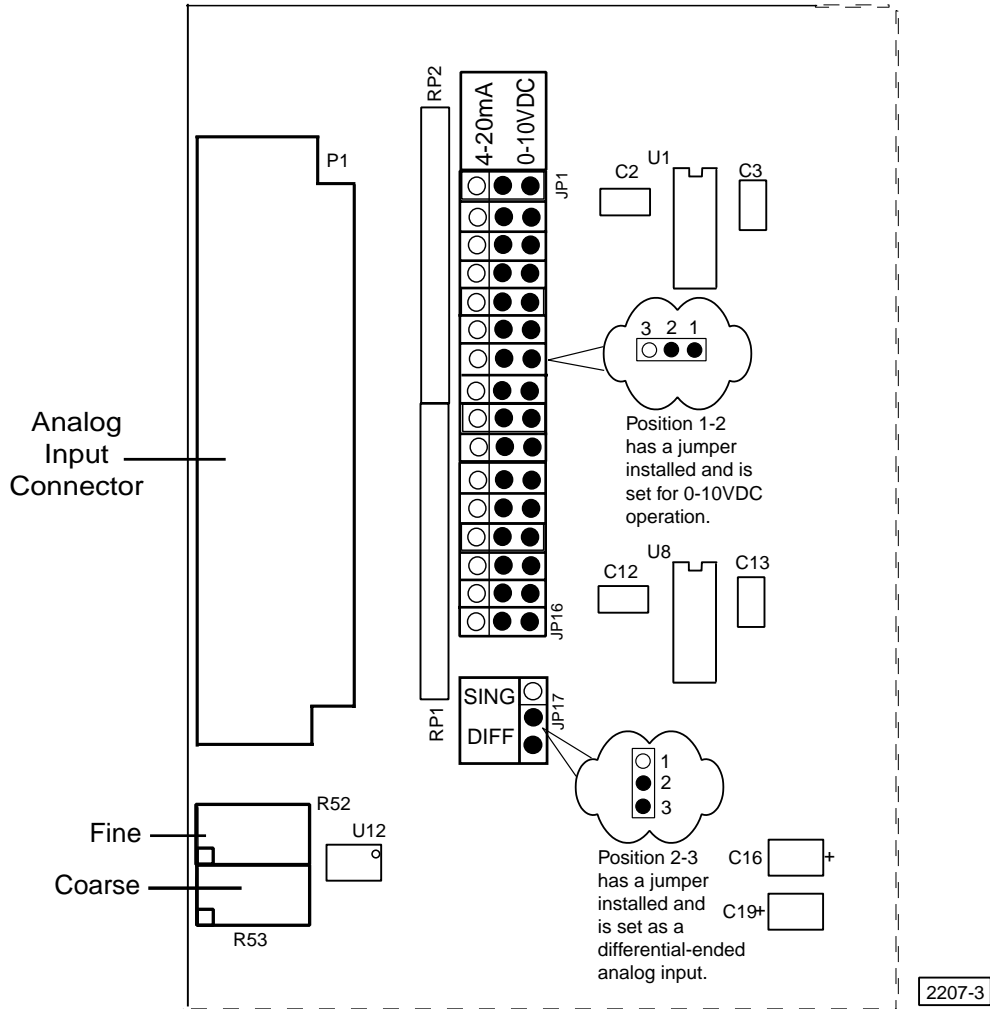 RP2
4-20mA
0-10VDC
P1
JP1
C2
U1
C3
3 2 1
Analog
Input
Connector
Position 1-2
has a jumper
installed and is
set for 0-10VDC
operation.
C12
U8
C13
JP16
RP1
SING
DIFF
JP17
1
2
3
R52
Fine
U12
Coarse
R53
Position 2-3
has a jumper
installed and
is set as a
differential-ended
analog input.
C16 +
C19+
2207-3